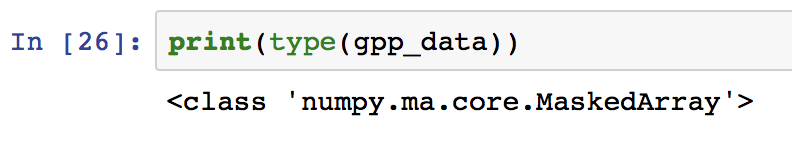 In [26]: print(type(gpp_data))
<class 'numpy.ma.core.MaskedArray'>